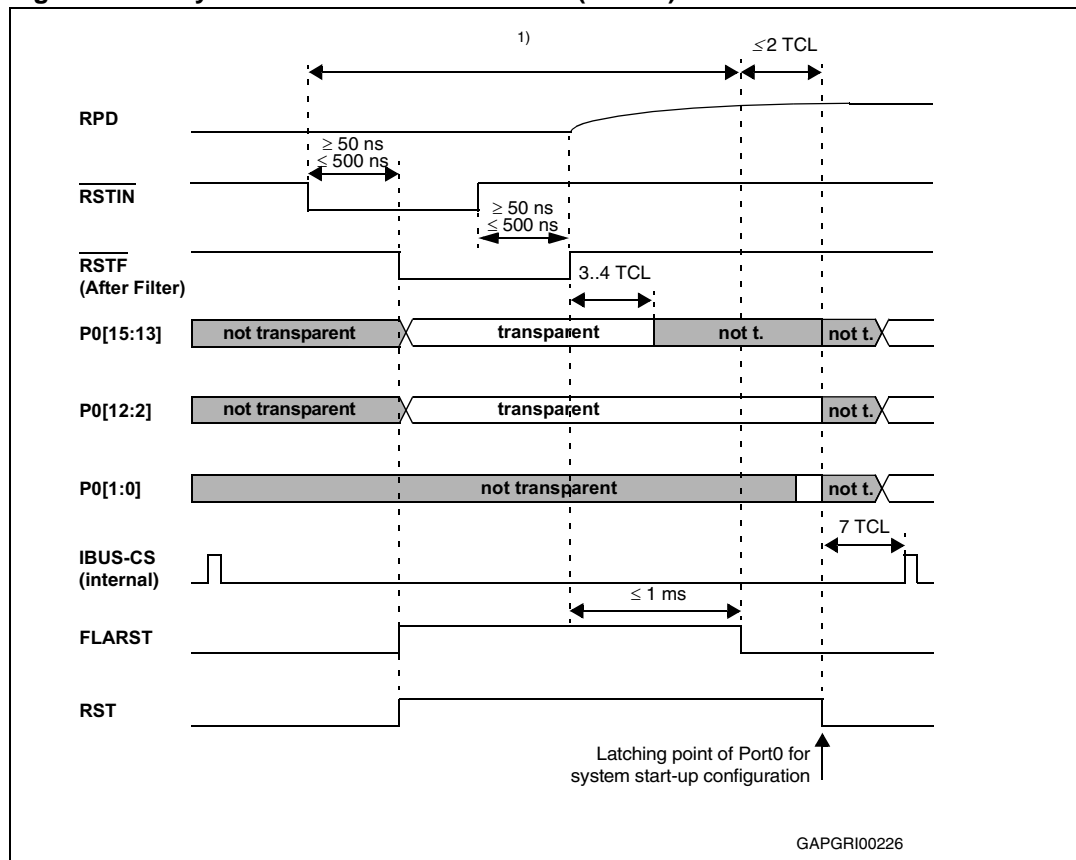 1)
≤2 TCL
RPD
≥ 50 ns
≤ 500 ns
RSTIN
≥ 50 ns
≤ 500 ns
RSTF
(After Filter)
3..4 TCL
P0[15:13]
not transparent
transparent
not t.
not t.
P0[12:2]
not transparent
transparent
not t.
P0[1:0]
not transparent
not t.
7 TCL
IBUS-CS
(internal)
≤ 1 ms
FLARST
RST
Latching point of Port0 for
system start-up configuration
GAPGRI00226